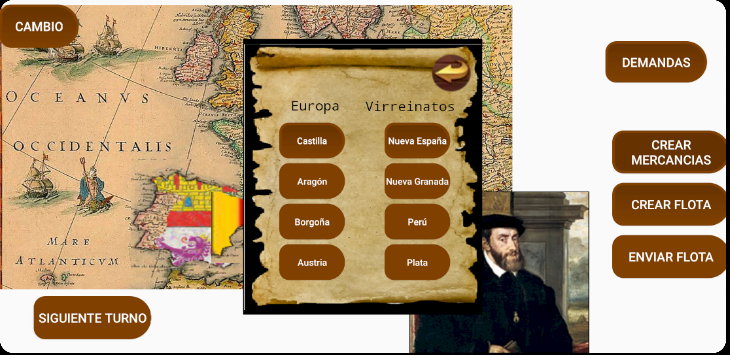 CAMBIO
OCEANVS
OCCIDENTALIS
MARE
ATLANTICVM
SIGUIENTE TURNO
Europa
Virreinatos
Castilla
Nueva España
Aragón
Nueva Granada
Borgoña
Perú
Austria
Plata
DEMANDAS
CREAR
MERCANCIAS
CREAR FLOTA
ENVIAR FLOTA